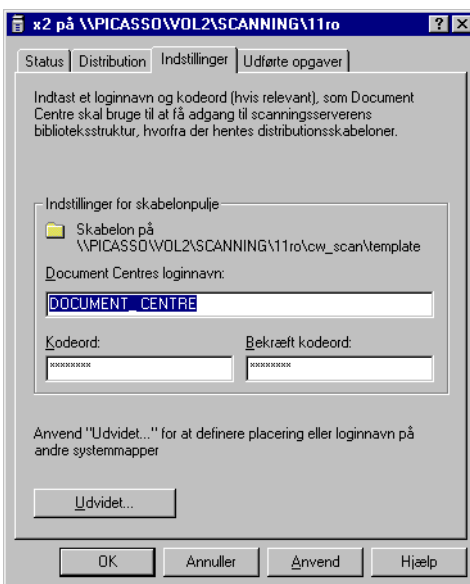 x2 på \\PICASSO\VOL2\SCANNING\11ro
Status Distribution Indstillinger Udførte opgaver
Indtast et loginnavn og kodeord (hvis relevant), som Document
Centre skal bruge til at få adgang til scanningsserverens
biblioteksstruktur, hvorfra der hentes distributionsskabeloner.
Indstillinger for skabelonpulje
Skabelon på
\\PICASSO\VOL2\SCANNING\11ro\cw_scan\template
Document Centres loginnavn:
DOCUMENT_CENTRE
Kodeord: Bekræft kodeord:
******** ********
Anvend "Udvidet..." for at definere placering eller loginnavn på
andre systemmapper
Udvidet...
OK Annuller Anvend Hjælp